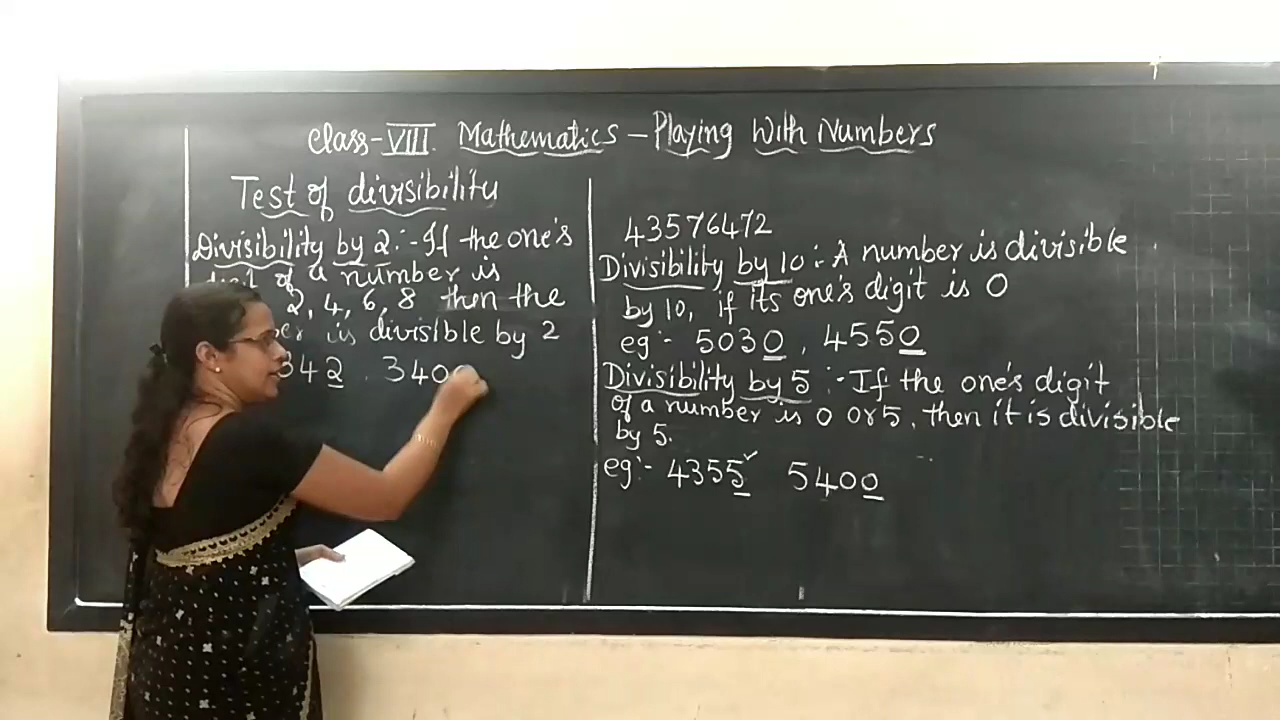 Class-VIII. Mathematics – Playing With Numbers
Test of divisibility
Divisibility by 2:- If the one's
digit of a number is
2, 4, 6, 8 then the
er is divisible by 2
342, 340
43576472
Divisibility by 10:- A number is divisible
by 10, if its one's digit is 0
eg:- 5030, 4550
Divisibility by 5:- If the one's digit
of a number is 0 or 5, then it is divisible
by 5.
eg:- 4355✓ 5400